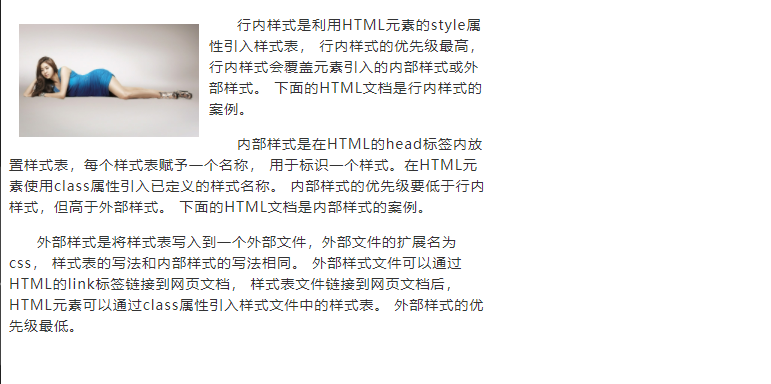 行内样式是利用HTML元素的style属
性引入样式表， 行内样式的优先级最高，
行内样式会覆盖元素引入的内部样式或外
部样式。 下面的HTML文档是行内样式的
案例。
内部样式是在HTML的head标签内放
置样式表，每个样式表赋予一个名称， 用于标识一个样式。在HTML元
素使用class属性引入已定义的样式名称。 内部样式的优先级要低于行内
样式，但高于外部样式。 下面的HTML文档是内部样式的案例。
外部样式是将样式表写入到一个外部文件，外部文件的扩展名为
css， 样式表的写法和内部样式的写法相同。 外部样式文件可以通过
HTML的link标签链接到网页文档， 样式表文件链接到网页文档后，
HTML元素可以通过class属性引入样式文件中的样式表。 外部样式的优
先级最低。